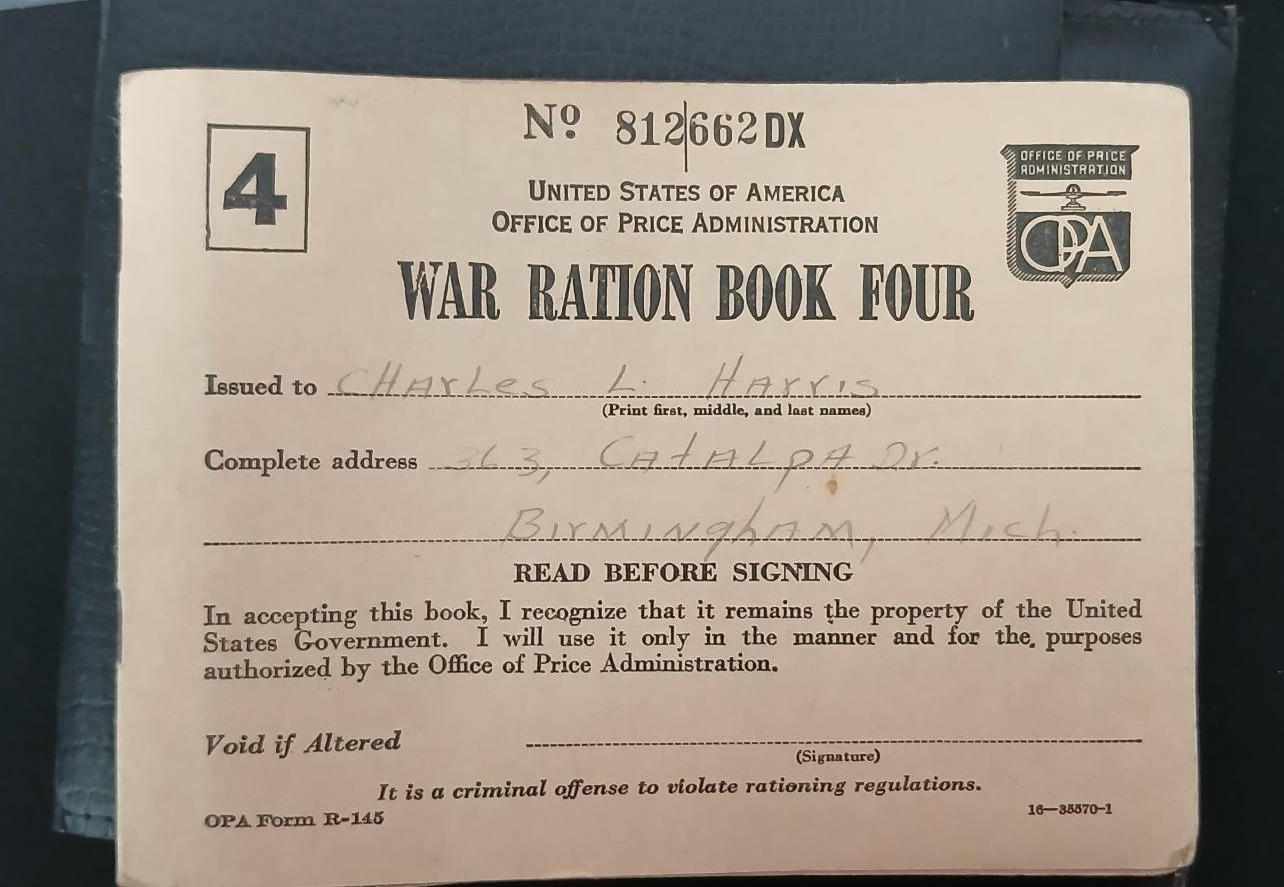 4
Nº 812662DX
OFFICE OF PRICE
ADMINISTRATION
OPA
UNITED STATES OF AMERICA
OFFICE OF PRICE ADMINISTRATION
WAR RATION BOOK FOUR
Issued to CHArLes L. HArris
(Print first, middle, and last names)
Complete address 363, CAtALpA Dr.
BirMiNghAM, Mich.
READ BEFORE SIGNING
In accepting this book, I recognize that it remains the property of the United
States Government. I will use it only in the manner and for the purposes
authorized by the Office of Price Administration.
Void if Altered
(Signature)
It is a criminal offense to violate rationing regulations.
OPA Form R-145
16—35570-1